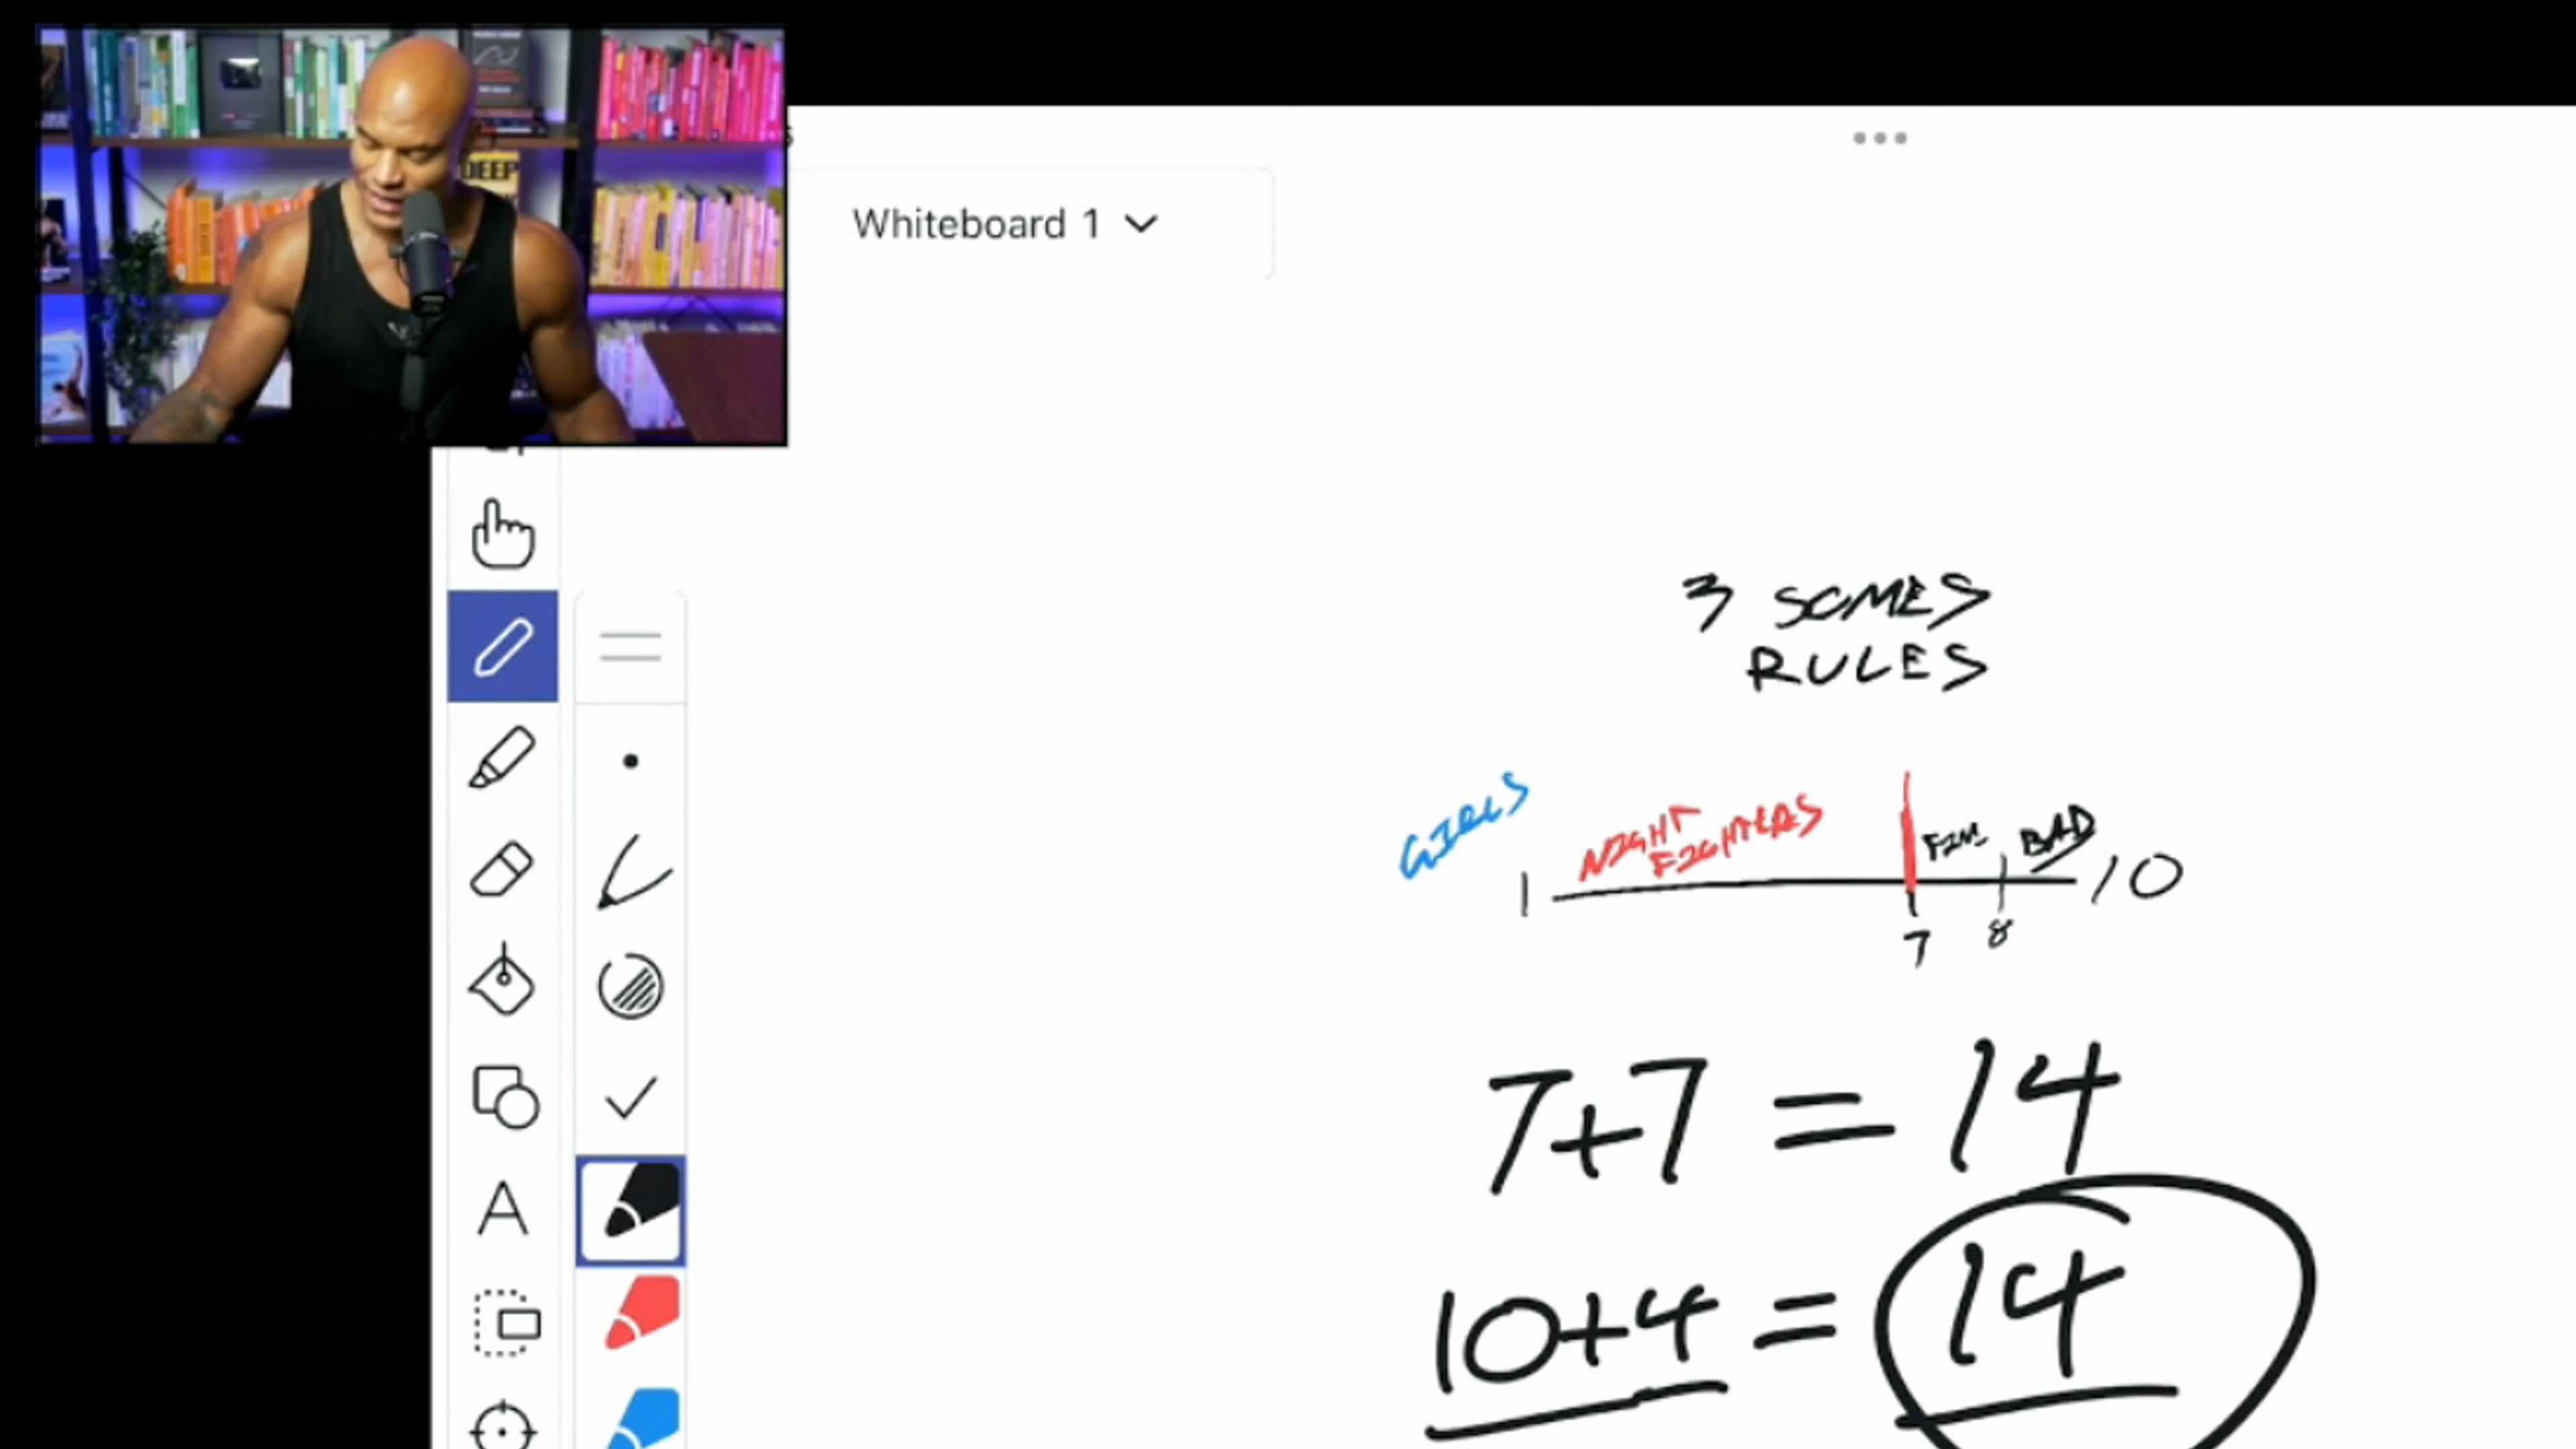 DEEP
s
Whiteboard 1
3 SOMES
RULES
GIRLS
NIGHT
FIGHTERS
BAD
1
10
7
8
7+7 = 14
10+4 = 14
A